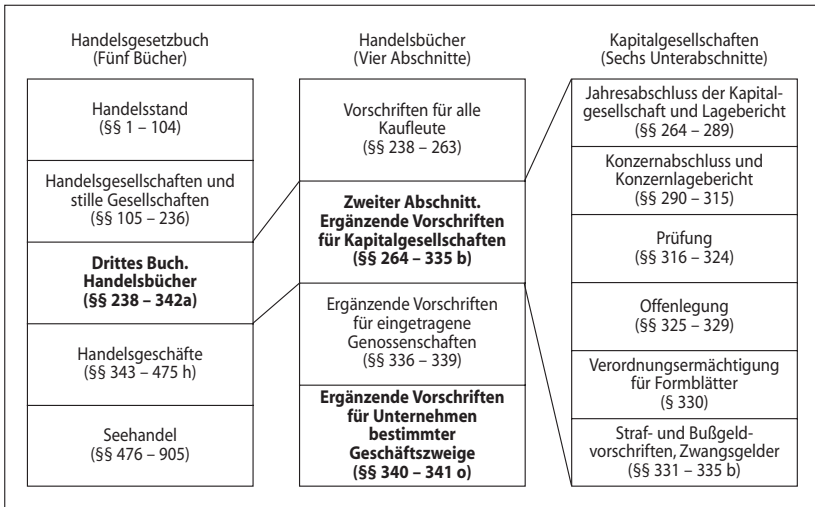 Handelsgesetzbuch
(Fünf Bücher)
Handelsstand
(§§ 1 – 104)
Handelsgesellschaften und
stille Gesellschaften
(§§ 105 – 236)
Drittes Buch.
Handelsbücher
(§§ 238 – 342a)
Handelsgeschäfte
(§§ 343 – 475 h)
Seehandel
(§§ 476 – 905)
Handelsbücher
(Vier Abschnitte)
Vorschriften für alle
Kaufleute
(§§ 238 – 263)
Zweiter Abschnitt.
Ergänzende Vorschriften
für Kapitalgesellschaften
(§§ 264 – 335 b)
Ergänzende Vorschriften
für eingetragene
Genossenschaften
(§§ 336 – 339)
Ergänzende Vorschriften
für Unternehmen
bestimmter
Geschäftszweige
(§§ 340 – 341 o)
Kapitalgesellschaften
(Sechs Unterabschnitte)
Jahresabschluss der Kapital-
gesellschaft und Lagebericht
(§§ 264 – 289)
Konzernabschluss und
Konzernlagebericht
(§§ 290 – 315)
Prüfung
(§§ 316 – 324)
Offenlegung
(§§ 325 – 329)
Verordnungsermächtigung
für Formblätter
(§ 330)
Straf- und Bußgeld-
vorschriften, Zwangsgelder
(§§ 331 – 335 b)